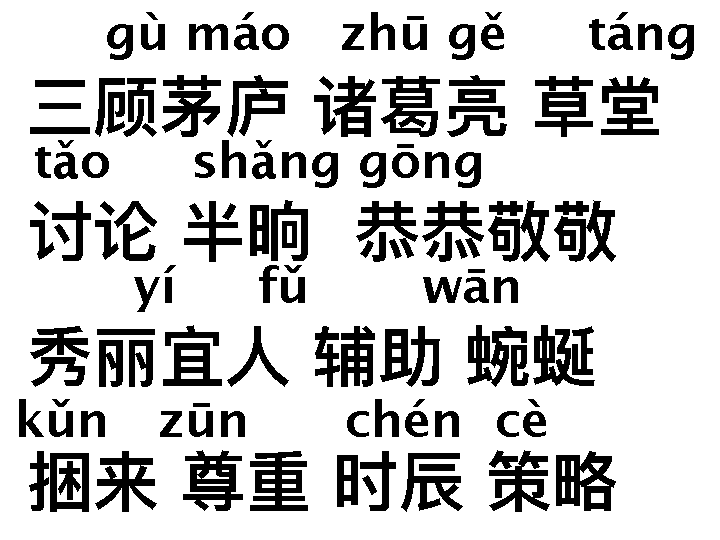 gù máo zhū gě táng
三顾茅庐 诸葛亮 草堂
tǎo shǎng gōng
讨论 半晌 恭恭敬敬
yí fǔ wān
秀丽宜人 辅助 蜿蜒
kǔn zūn chén cè
捆来 尊重 时辰 策略